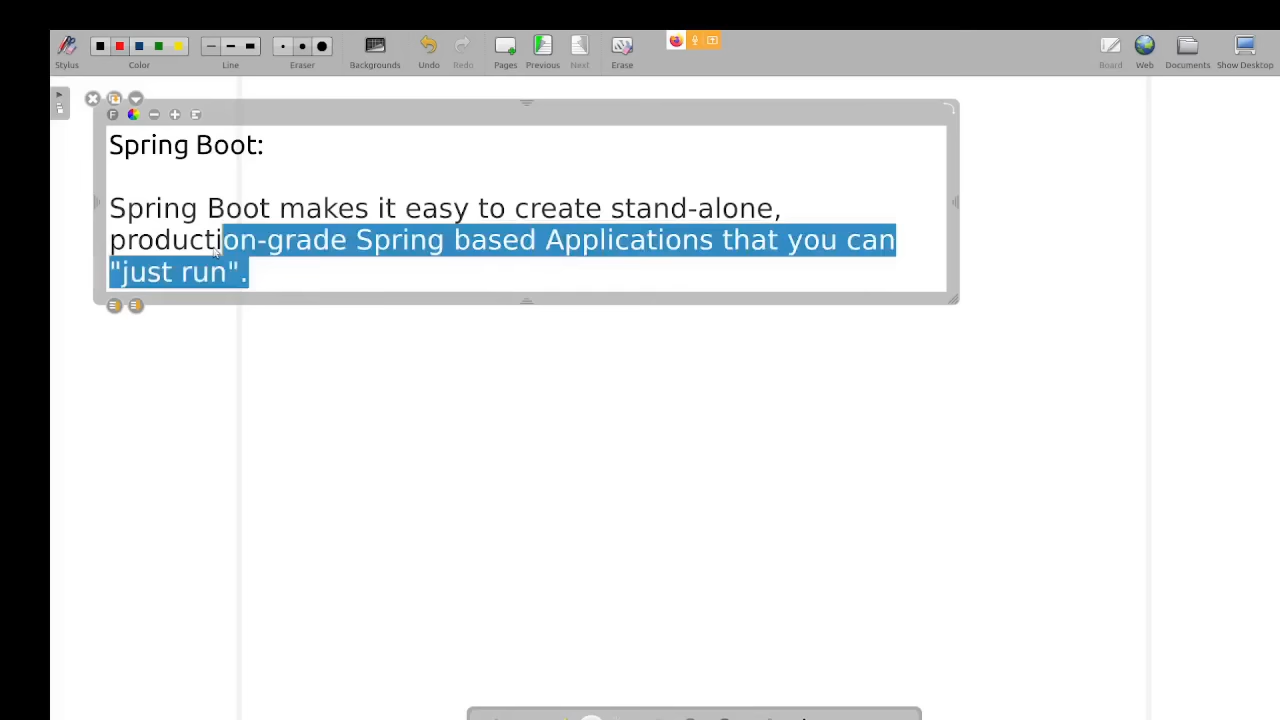 Stylus
Color
Line
Eraser
Backgrounds
Undo
Redo
Pages
Previous
Next
Erase
Board
Web
Documents
Show Desktop
Spring Boot:
Spring Boot makes it easy to create stand-alone,
production-grade Spring based Applications that you can
"just run".